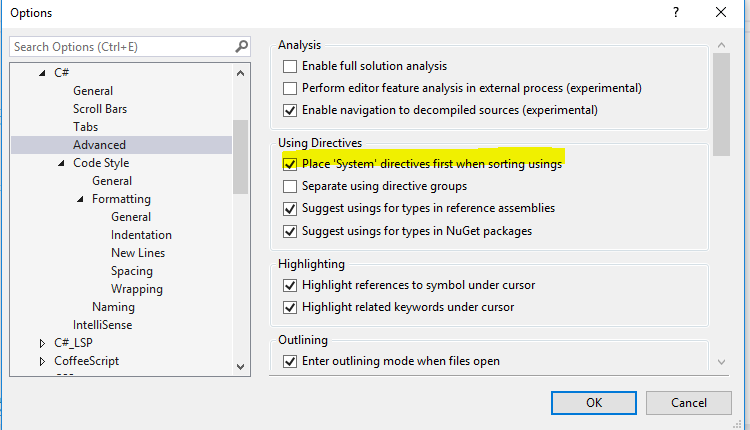 Options
?
Search Options (Ctrl+E)
C#
General
Scroll Bars
Tabs
Advanced
Code Style
General
Formatting
General
Indentation
New Lines
Spacing
Wrapping
Naming
IntelliSense
C#_LSP
CoffeeScript
Analysis
Enable full solution analysis
Perform editor feature analysis in external process (experimental)
Enable navigation to decompiled sources (experimental)
Using Directives
Place 'System' directives first when sorting usings
Separate using directive groups
Suggest usings for types in reference assemblies
Suggest usings for types in NuGet packages
Highlighting
Highlight references to symbol under cursor
Highlight related keywords under cursor
Outlining
Enter outlining mode when files open
OK
Cancel